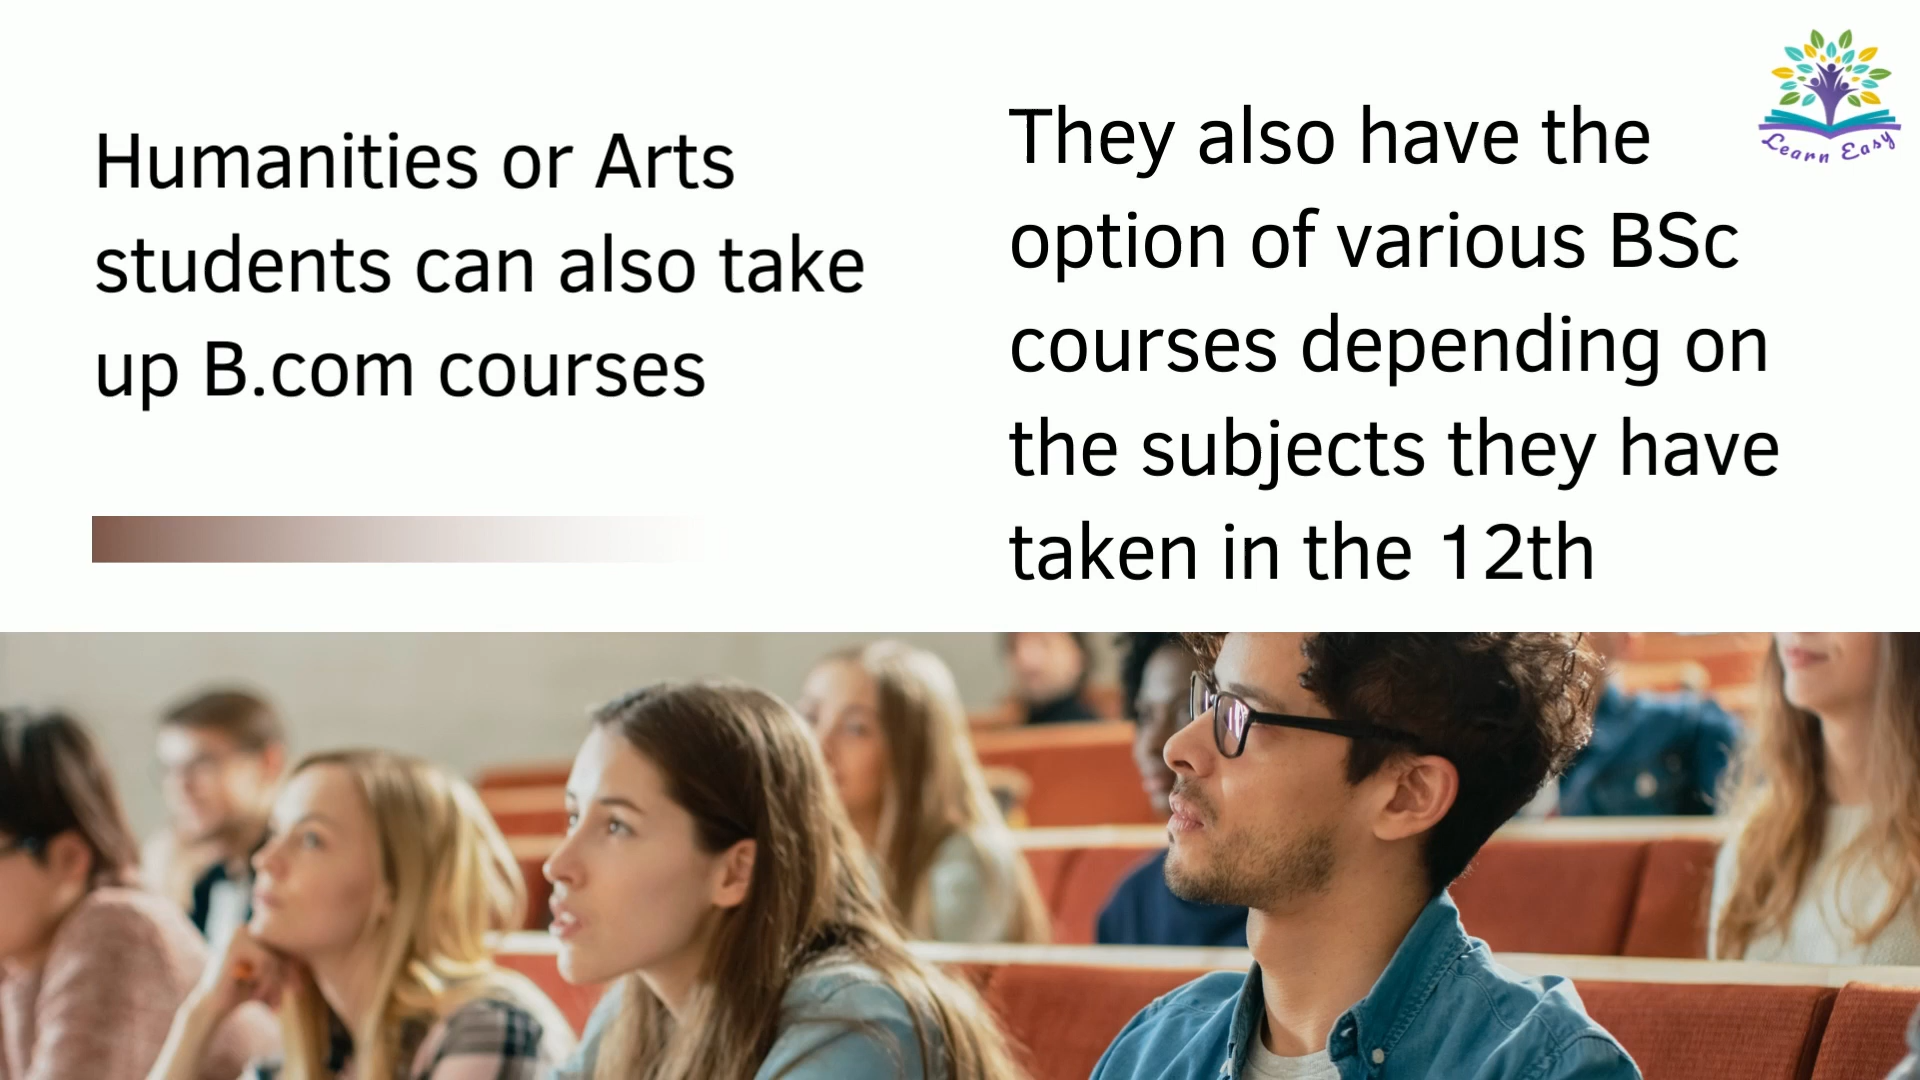 Humanities or Arts
students can also take
up B.com courses
They also have the
option of various BSc
courses depending on
the subjects they have
taken in the 12th
Learn Easy